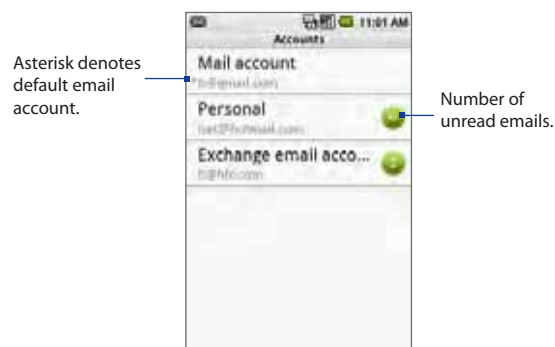 11:01 AM
Accounts
Asterisk denotes
default email
account.
Mail account
Personal
Number of
unread emails.
Exchange email acco...